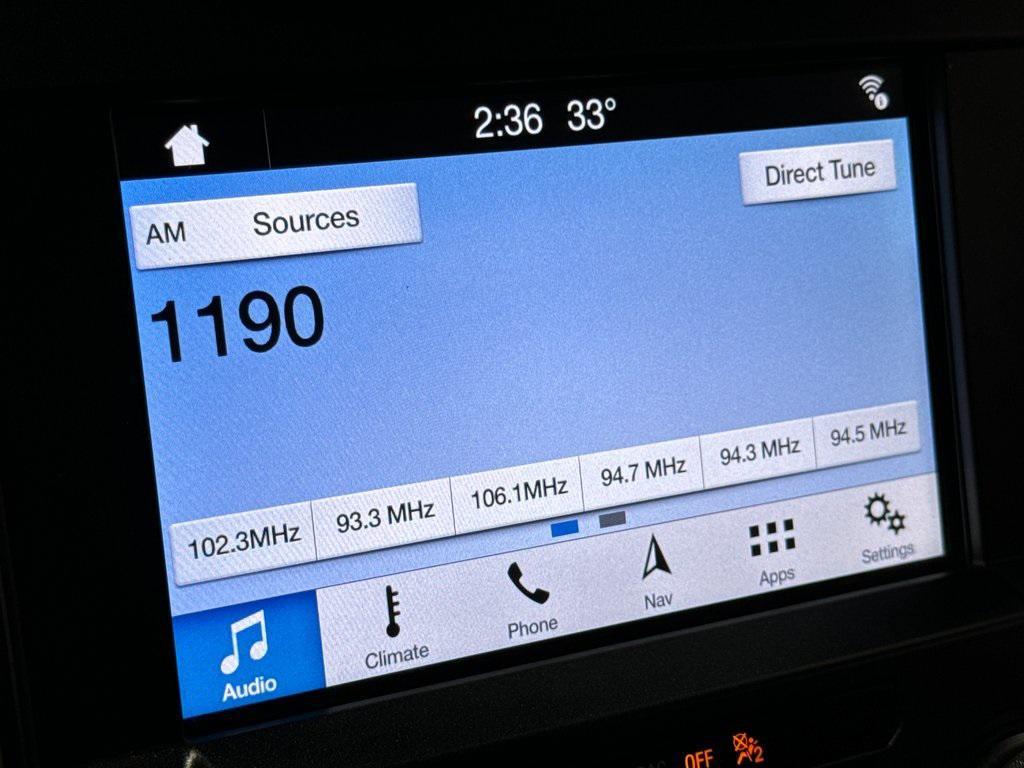 2:36 33°
Direct Tune
AM Sources
1190
102.3MHz 93.3 MHz 106.1MHz 94.7 MHz 94.3 MHz 94.5 MHz
Audio Climate Phone Nav Apps Settings
OFF 2